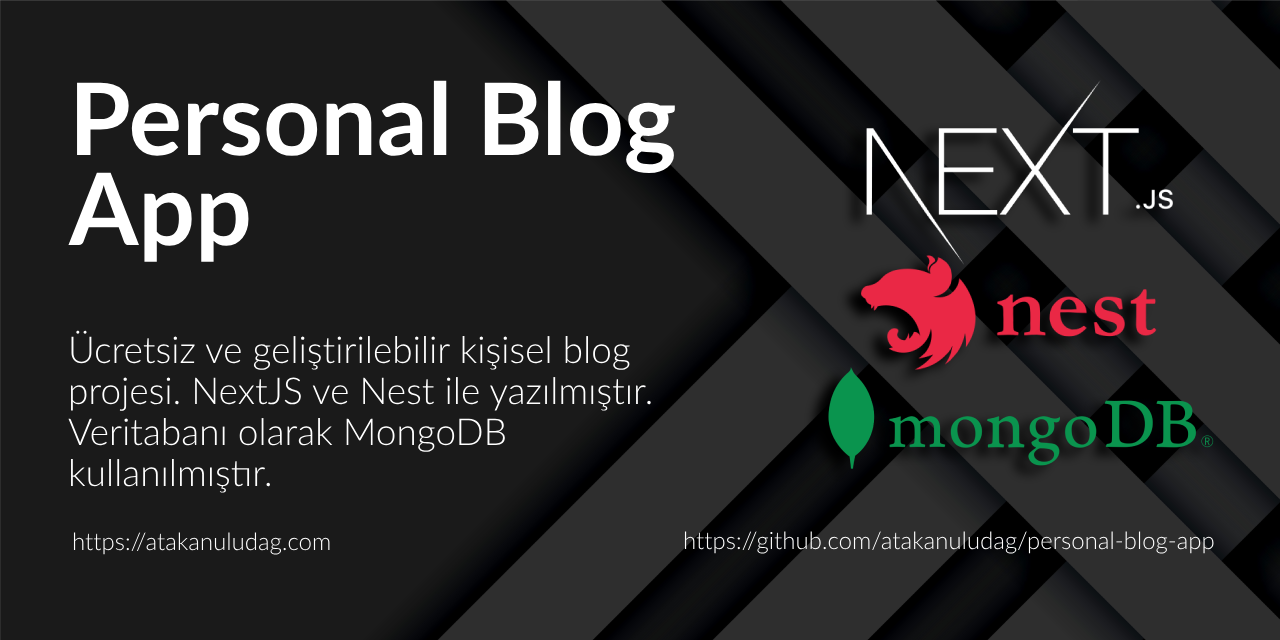 Personal Blog
App
Ücretsiz ve geliştirilebilir kişisel blog
projesi. NextJS ve Nest ile yazılmıştır.
Veritabanı olarak MongoDB
kullanılmıştır.
https://atakanuludag.com
NEXT.JS
nest
mongoDB®
https://github.com/atakanuludag/personal-blog-app